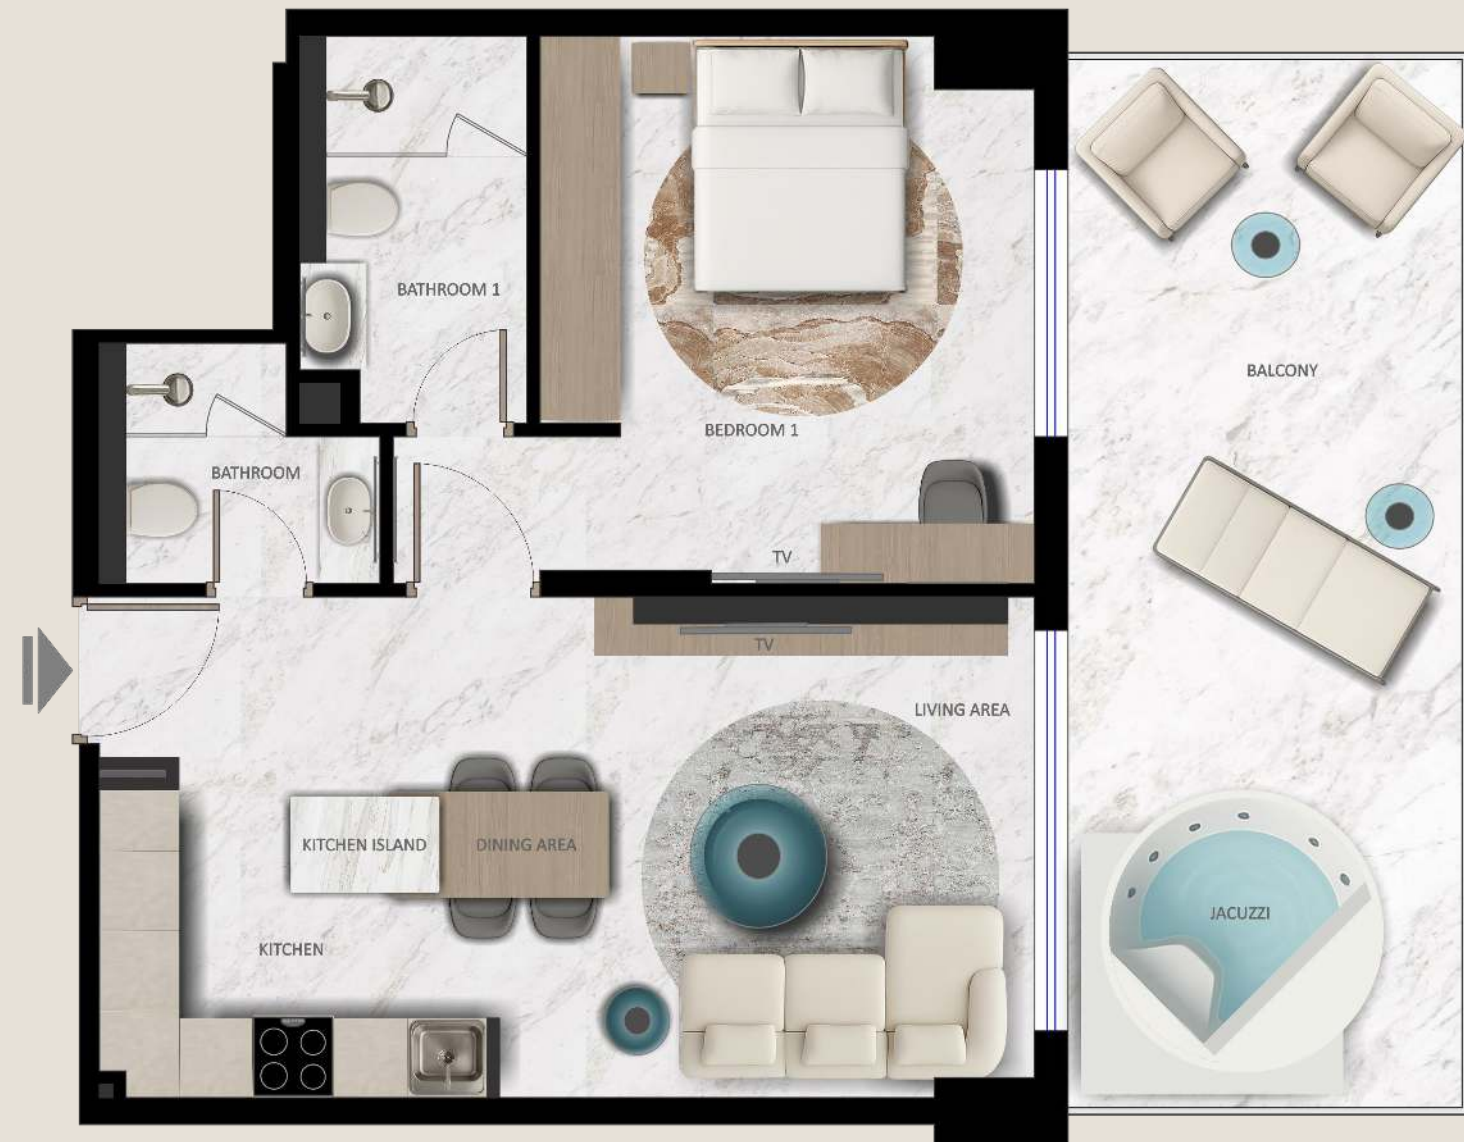 BATHROOM 1
BALCONY
BEDROOM 1
BATHROOM
TV
TV
LIVING AREA
KITCHEN ISLAND
DINING AREA
JACUZZI
KITCHEN